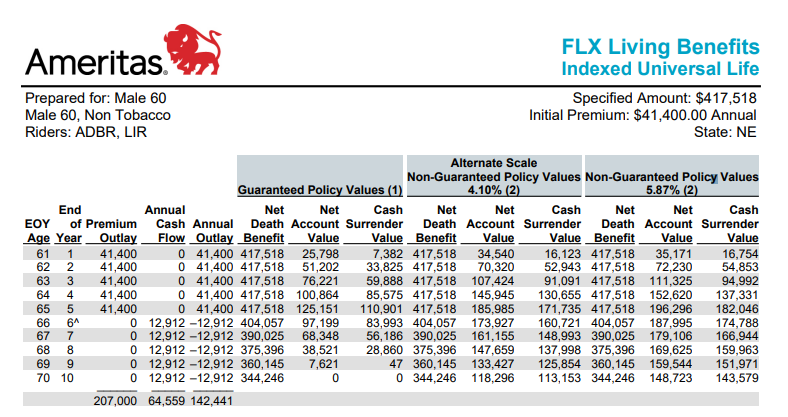 Ameritas®
FLX Living Benefits
Indexed Universal Life
Prepared for: Male 60
Specified Amount: $417,518
Male 60, Non Tobacco
Initial Premium: $41,400.00 Annual
Riders: ADBR, LIR
State: NE
Alternate Scale
Guaranteed Policy Values (1) Non-Guaranteed Policy Values 4.10% (2) Non-Guaranteed Policy Values 5.87% (2)
End Annual Net Net Cash Net Net Cash Net Net Cash
EOY of Premium Cash Annual Death Account Surrender Death Account Surrender Death Account Surrender
Age Year Outlay Flow Outlay Benefit Value Value Benefit Value Value Benefit Value Value
61 1 41,400 0 41,400 417,518 25,798 7,382 417,518 34,540 16,123 417,518 35,171 16,754
62 2 41,400 0 41,400 417,518 51,202 33,825 417,518 70,320 52,943 417,518 72,230 54,853
63 3 41,400 0 41,400 417,518 76,221 59,888 417,518 107,424 91,091 417,518 111,325 94,992
64 4 41,400 0 41,400 417,518 100,864 85,575 417,518 145,945 130,655 417,518 152,620 137,331
65 5 41,400 0 41,400 417,518 125,151 110,901 417,518 185,985 171,735 417,518 196,296 182,046
66 6^ 0 12,912 –12,912 404,057 97,199 83,993 404,057 173,927 160,721 404,057 187,995 174,788
67 7 0 12,912 –12,912 390,025 68,348 56,186 390,025 161,155 148,993 390,025 179,106 166,944
68 8 0 12,912 –12,912 375,396 38,521 28,860 375,396 147,659 137,998 375,396 169,625 159,963
69 9 0 12,912 –12,912 360,145 7,621 47 360,145 133,427 125,854 360,145 159,544 151,971
70 10 0 12,912 –12,912 344,246 0 0 344,246 118,296 113,153 344,246 148,723 143,579
207,000 64,559 142,441